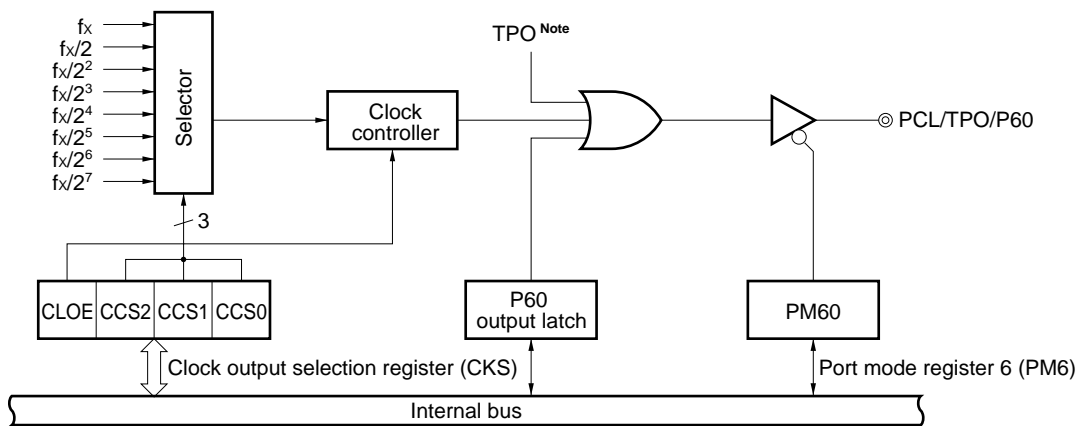 fX
fX/2
fX/2²
fX/2³
fX/2⁴
fX/2⁵
fX/2⁶
fX/2⁷
Selector
Clock
controller
TPO Note
PCL/TPO/P60
3
CLOE CCS2 CCS1 CCS0
P60
output latch
PM60
Clock output selection register (CKS)
Port mode register 6 (PM6)
Internal bus